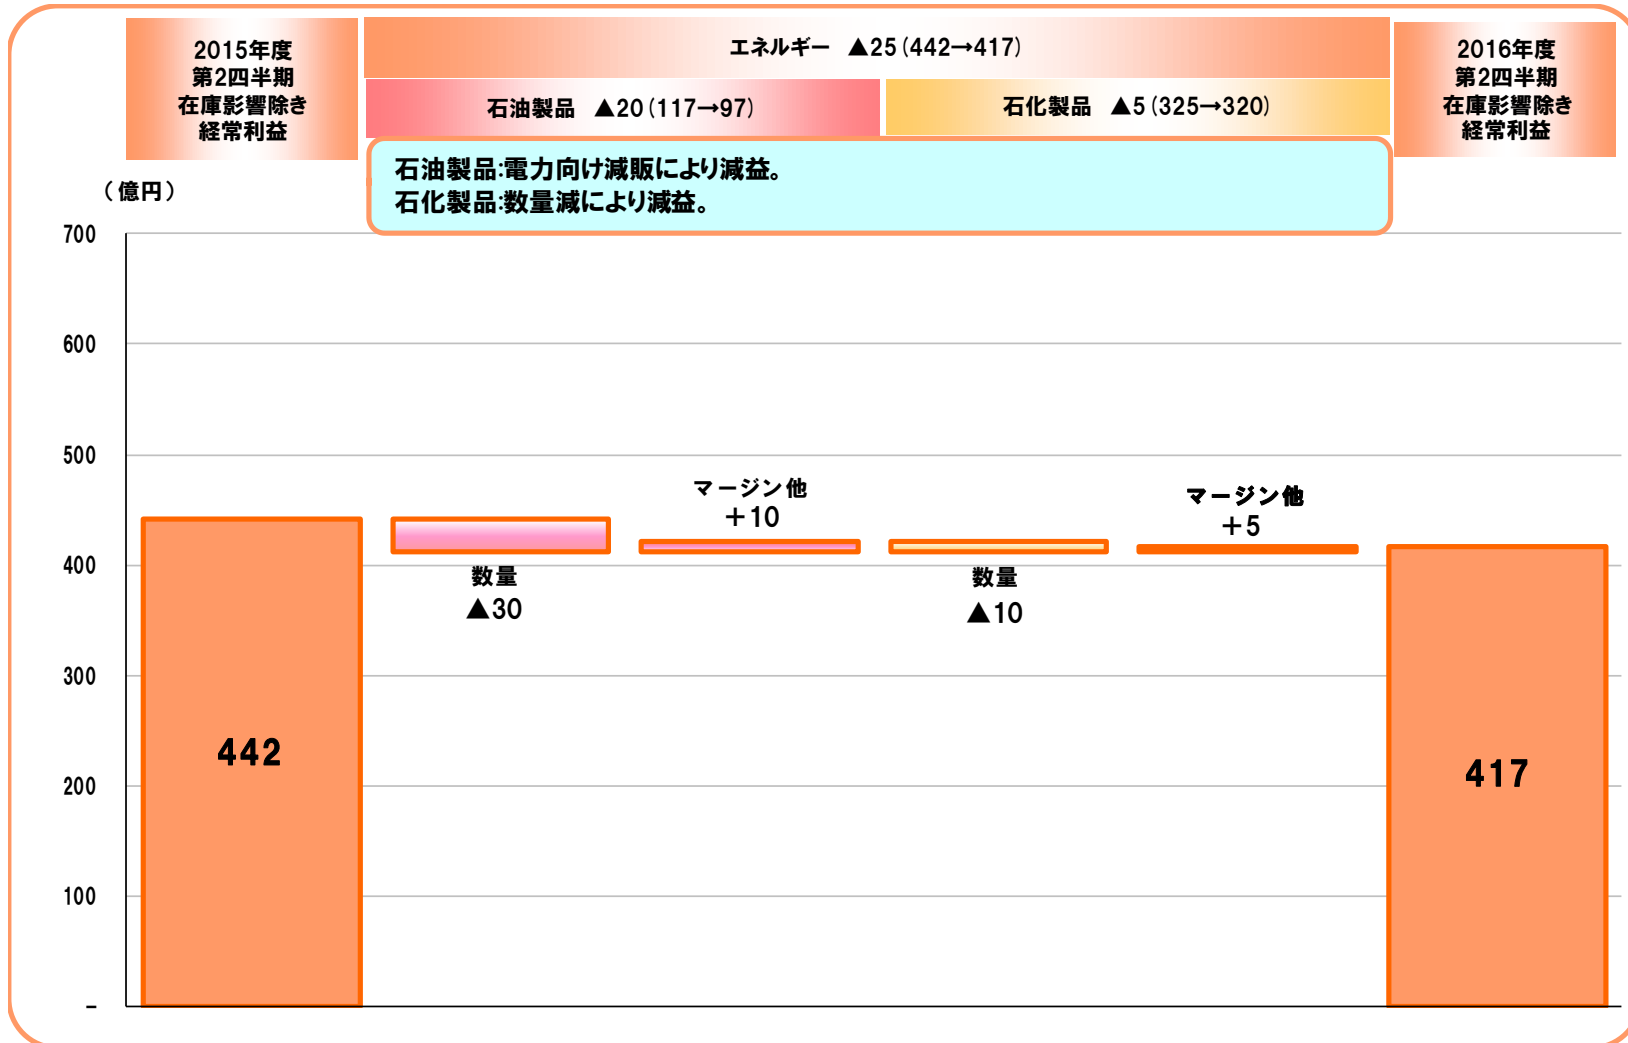 2015年度
第2四半期
在庫影響除き
経常利益
エネルギー ▲25(442→417)
石油製品 ▲20(117→97)
石化製品 ▲5(325→320)
2016年度
第2四半期
在庫影響除き
経常利益
石油製品:電力向け減販により減益。
石化製品:数量減により減益。
(億円)
700
600
500
400
300
200
100
-
442
数量
▲30
マージン他
+10
数量
▲10
マージン他
+5
417